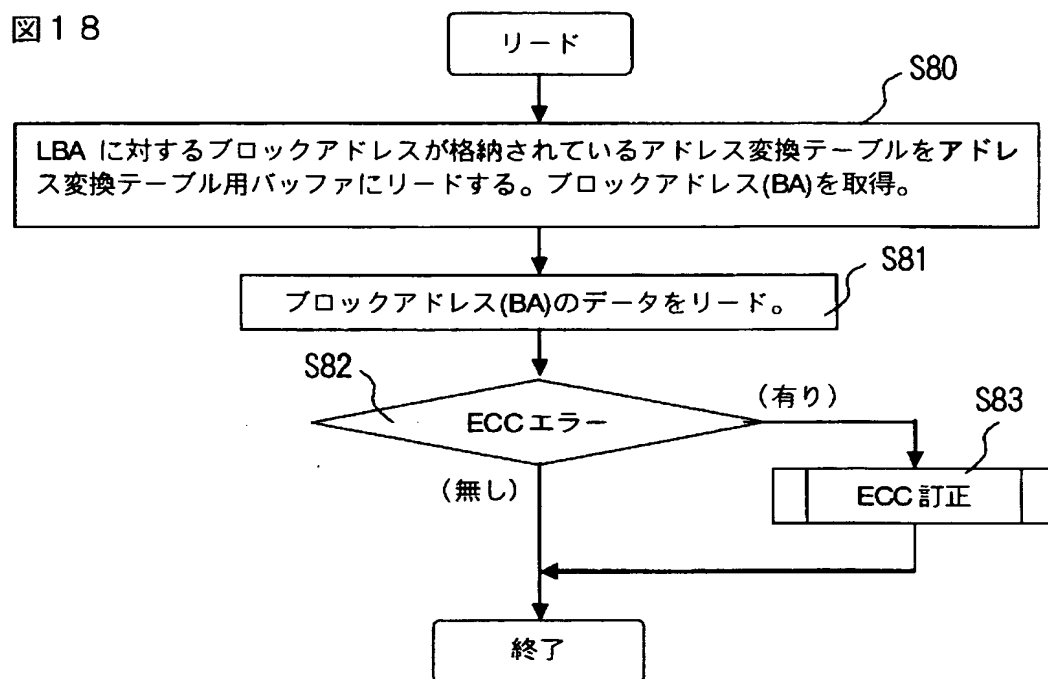 図18
リード
S80
LBA に対するブロックアドレスが格納されているアドレス変換テーブルをアドレ
ス変換テーブル用バッファにリードする。ブロックアドレス(BA)を取得。
S81
ブロックアドレス(BA)のデータをリード。
S82
ECCエラー
(有り)
S83
(無し)
ECC訂正
終了